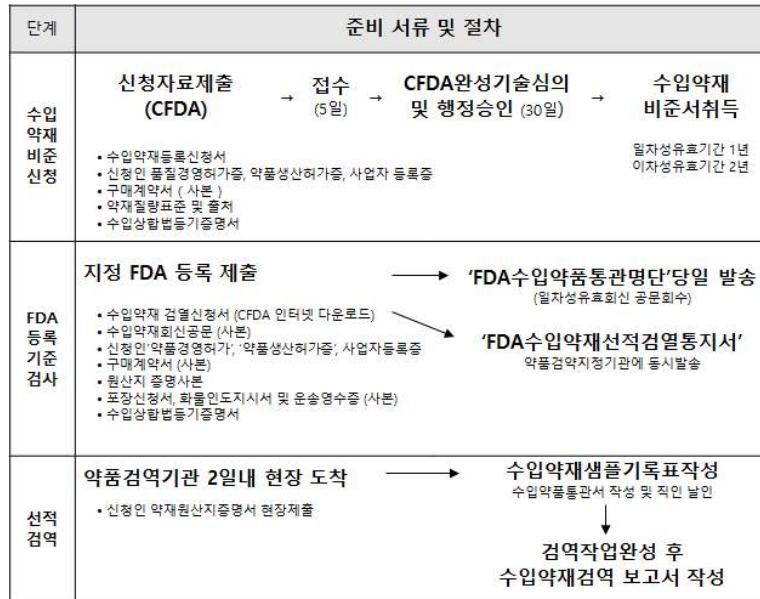 단계
준비 서류 및 절차
수입
약재
비준
신청
신청자료제출
(CFDA)
→
접수
(5일)
→
CFDA완성기술심의
및 행정승인 (30일)
→
수입약재
비준서취득
일차성유효기간 1년
이차성유효기간 2년
• 수입약재등록신청서
• 신청인 품질경영허가증, 약품생산허가증, 사업자 등록증
• 구매계약서 ( 사본 )
• 약재질량표준 및 출처
• 수입상합법등기증명서
FDA
등록
기준
검사
지정 FDA 등록 제출
'FDA수입약품통관명단'당일 발송
(일차성유효회신 공문회수)
• 수입약재 검열신청서 (CFDA 인터넷 다운로드)
• 수입약재회신공문 (사본)
• 신청인'약품경영허가', '약품생산허가증', 사업자등록증
• 구매계약서 (사본)
• 원산지 증명사본
• 포장신청서, 화물인도지시서 및 운송영수증 (사본)
• 수입상합법등기증명서
'FDA수입약재선적검열통지서'
약품검약지정기관에 동시발송
선적
검역
약품검역기관 2일내 현장 도착
• 신청인 약재원산지증명서 현장제출
수입약재샘플기록표작성
수입약품통관서 작성 및 직인 날인
검역작업완성 후
수입약재검역 보고서 작성